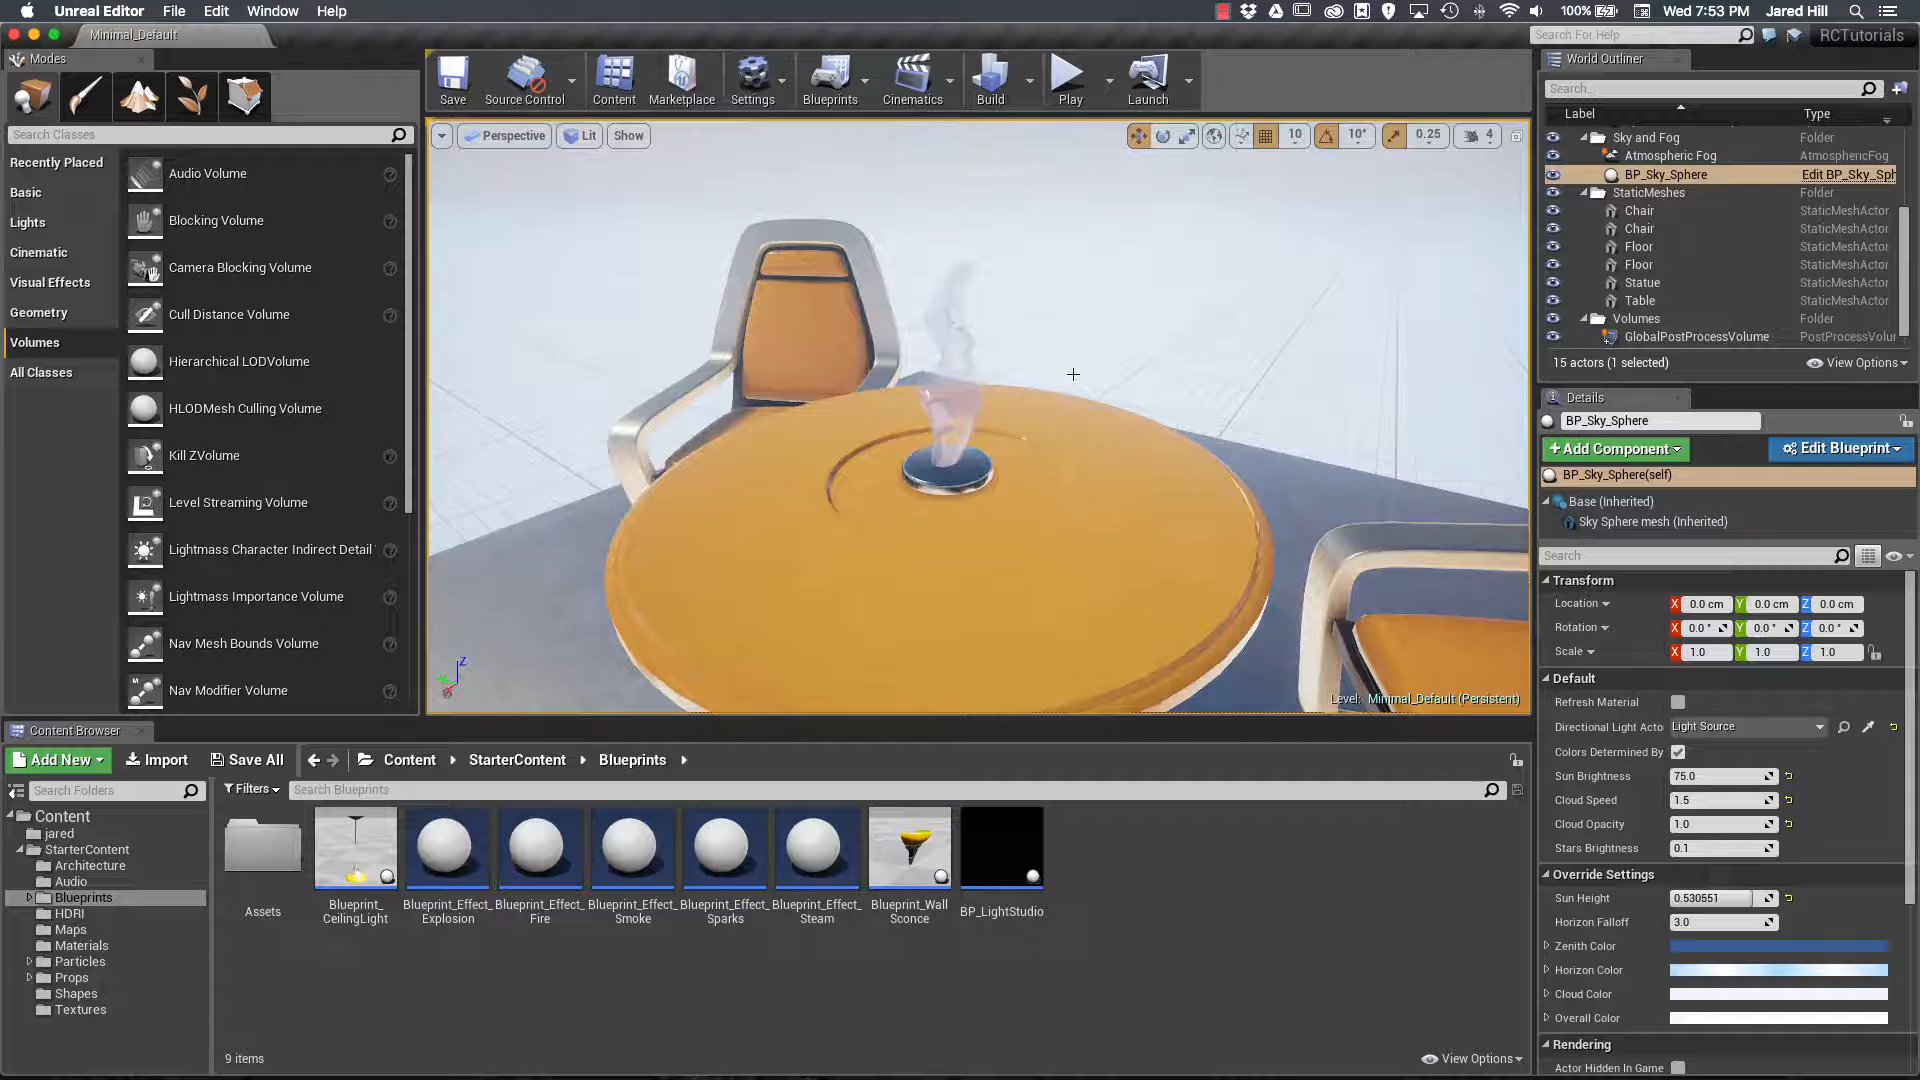 Unreal Editor File Edit Window Help
100% Wed 7:53 PM Jared Hill
Minimal_Default
Search For Help
RCTutorials
Modes
Search Classes
Recently Placed
Basic
Lights
Cinematic
Visual Effects
Geometry
Volumes
All Classes
Audio Volume
Blocking Volume
Camera Blocking Volume
Cull Distance Volume
Hierarchical LODVolume
HLODMesh Culling Volume
Kill ZVolume
Level Streaming Volume
Lightmass Character Indirect Detail
Lightmass Importance Volume
Nav Mesh Bounds Volume
Nav Modifier Volume
Save Source Control Content Marketplace Settings Blueprints Cinematics Build Play Launch
Perspective Lit Show
10 10° 0.25 4
Level: Minimal_Default (Persistent)
World Outliner
Search...
Label Type
Sky and Fog Folder
Atmospheric Fog AtmosphericFog
BP_Sky_Sphere Edit BP_Sky_Sph
StaticMeshes Folder
Chair StaticMeshActor
Chair StaticMeshActor
Floor StaticMeshActor
Floor StaticMeshActor
Statue StaticMeshActor
Table StaticMeshActor
Volumes Folder
GlobalPostProcessVolume PostProcessVolu
15 actors (1 selected) View Options
Details
BP_Sky_Sphere
+Add Component Edit Blueprint
BP_Sky_Sphere(self)
Base (Inherited)
Sky Sphere mesh (Inherited)
Search
Transform
Location X 0.0 cm Y 0.0 cm Z 0.0 cm
Rotation X 0.0 ° Y 0.0 ° Z 0.0 °
Scale X 1.0 Y 1.0 Z 1.0
Default
Refresh Material
Directional Light Acto Light Source
Colors Determined By
Sun Brightness 75.0
Cloud Speed 1.5
Cloud Opacity 1.0
Stars Brightness 0.1
Override Settings
Sun Height 0.530551
Horizon Falloff 3.0
Zenith Color
Horizon Color
Cloud Color
Overall Color
Rendering
Actor Hidden In Game
Content Browser
Add New Import Save All Content StarterContent Blueprints
Search Folders
Filters Search Blueprints
Content
jared
StarterContent
Architecture
Audio
Blueprints
HDRI
Maps
Materials
Particles
Props
Shapes
Textures
Assets
Blueprint_
CeilingLight
Blueprint_Effect_
Explosion
Blueprint_Effect_
Fire
Blueprint_Effect_
Smoke
Blueprint_Effect_
Sparks
Blueprint_Effect_
Steam
Blueprint_Wall
Sconce
BP_LightStudio
9 items View Options